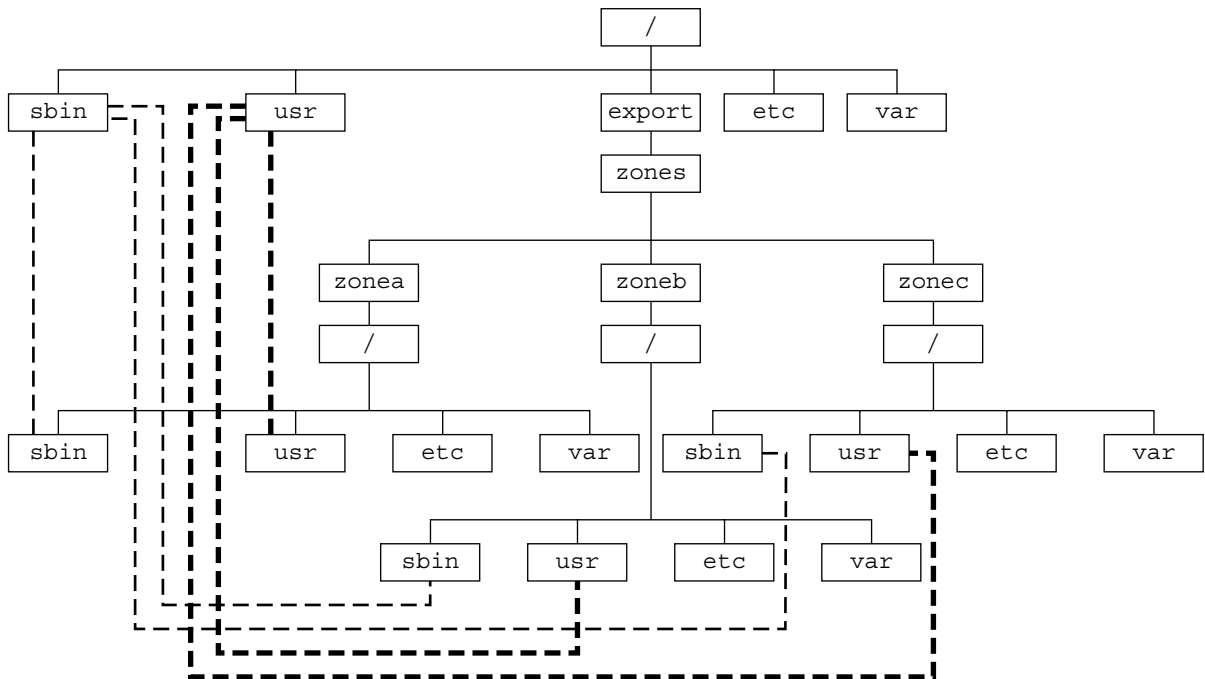 /
sbin usr export etc var
zones
zonea zoneb zonec
/ / /
sbin usr etc var sbin usr etc var
sbin usr etc var